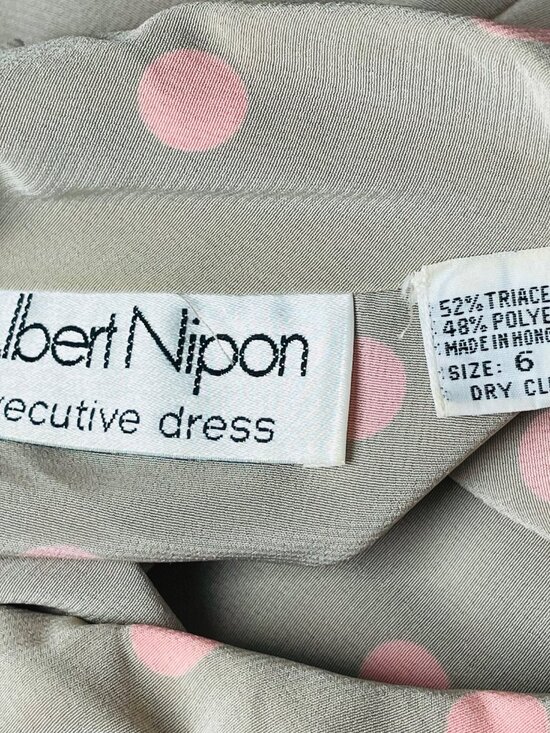 lbert Nipon
xecutive dress
52% TRIACE
48% POLYE
MADE IN HONG
SIZE: 6
DRY CL